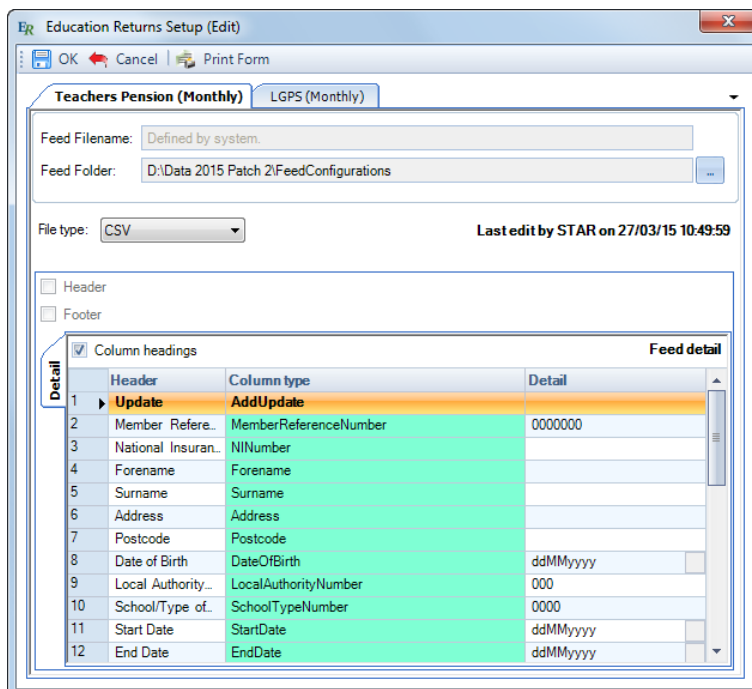 ER Education Returns Setup (Edit) x
OK Cancel Print Form
Teachers Pension (Monthly) LGPS (Monthly)
Feed Filename: Defined by system.
Feed Folder: D:\Data 2015 Patch 2\FeedConfigurations ...
File type: CSV Last edit by STAR on 27/03/15 10:49:59
Header
Footer
Detail
Column headings Feed detail
Header Column type Detail
1 Update AddUpdate
2 Member Refere... MemberReferenceNumber 0000000
3 National Insuran... NINumber
4 Forename Forename
5 Surname Surname
6 Address Address
7 Postcode Postcode
8 Date of Birth DateOfBirth ddMMyyyy
9 Local Authority... LocalAuthorityNumber 000
10 School/Type of... SchoolTypeNumber 0000
11 Start Date StartDate ddMMyyyy
12 End Date EndDate ddMMyyyy